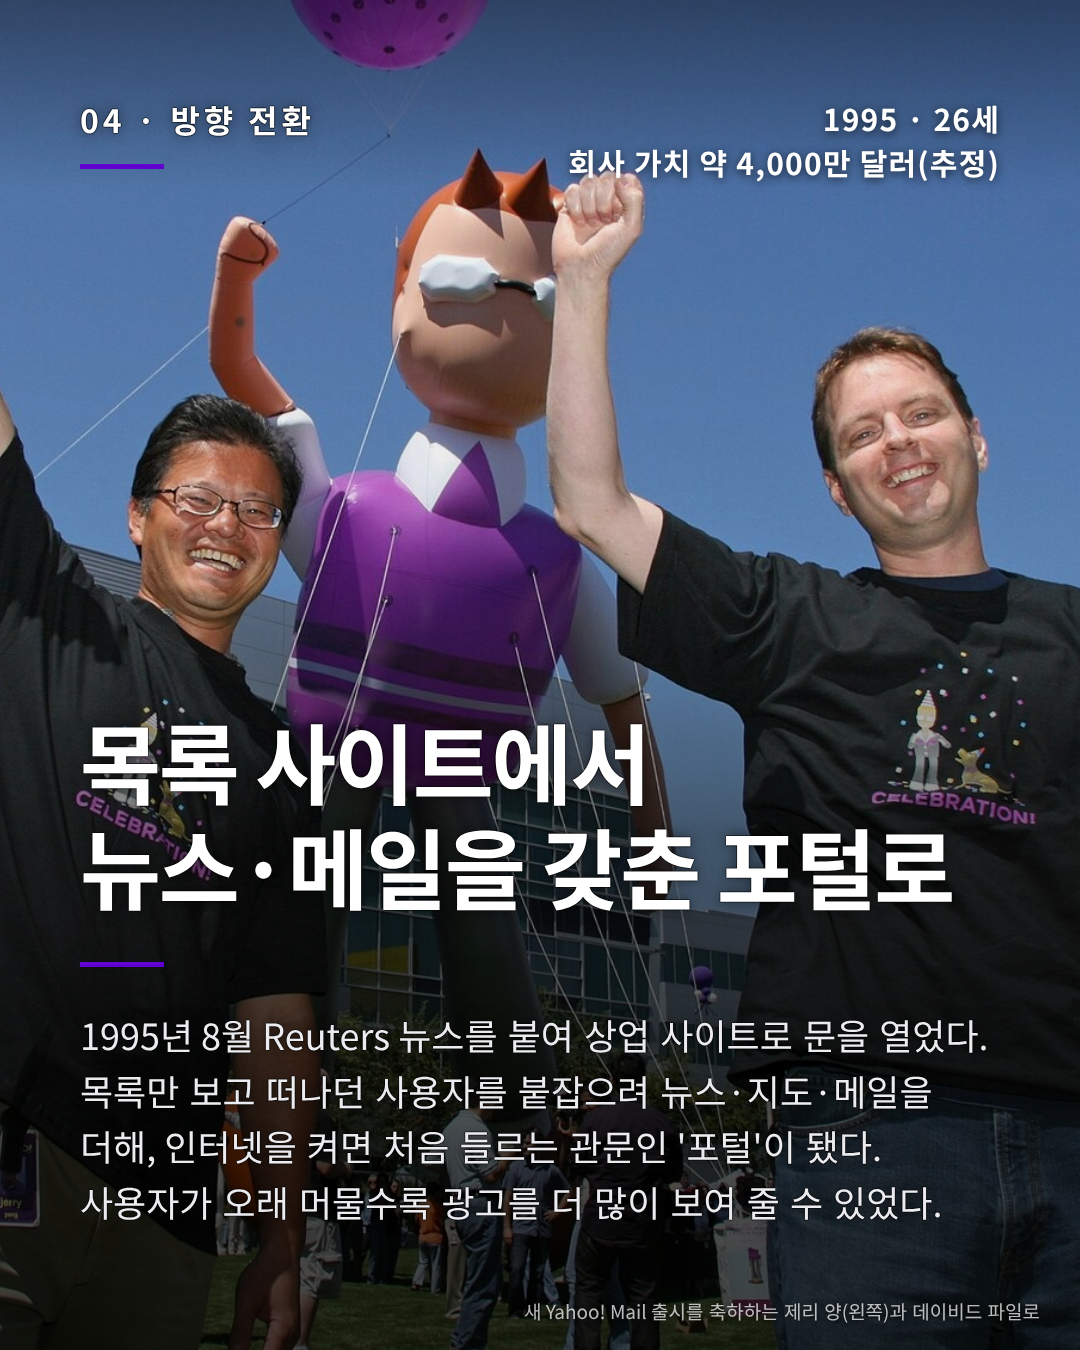 04 · 방향 전환
1995 · 26세
회사 가치 약 4,000만 달러(추정)
목록 사이트에서
뉴스·메일을 갖춘 포털로
CELEBRATION!
CELEBRATION!
1995년 8월 Reuters 뉴스를 붙여 상업 사이트로 문을 열었다.
목록만 보고 떠나던 사용자를 붙잡으려 뉴스·지도·메일을
더해, 인터넷을 켜면 처음 들르는 관문인 '포털'이 됐다.
사용자가 오래 머물수록 광고를 더 많이 보여 줄 수 있었다.
jerry
yang
새 Yahoo! Mail 출시를 축하하는 제리 양(왼쪽)과 데이비드 파일로